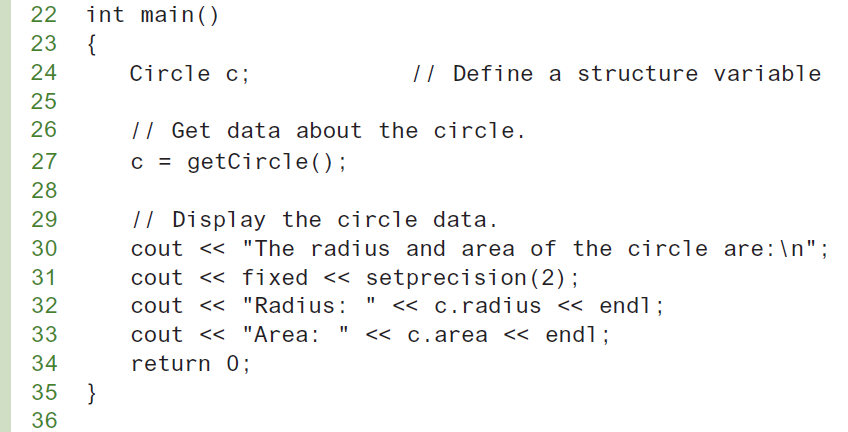 22 int main()
23 {
24 Circle c; // Define a structure variable
25
26 // Get data about the circle.
27 c = getCircle();
28
29 // Display the circle data.
30 cout << "The radius and area of the circle are:\n";
31 cout << fixed << setprecision(2);
32 cout << "Radius: " << c.radius << endl;
33 cout << "Area: " << c.area << endl;
34 return 0;
35 }
36